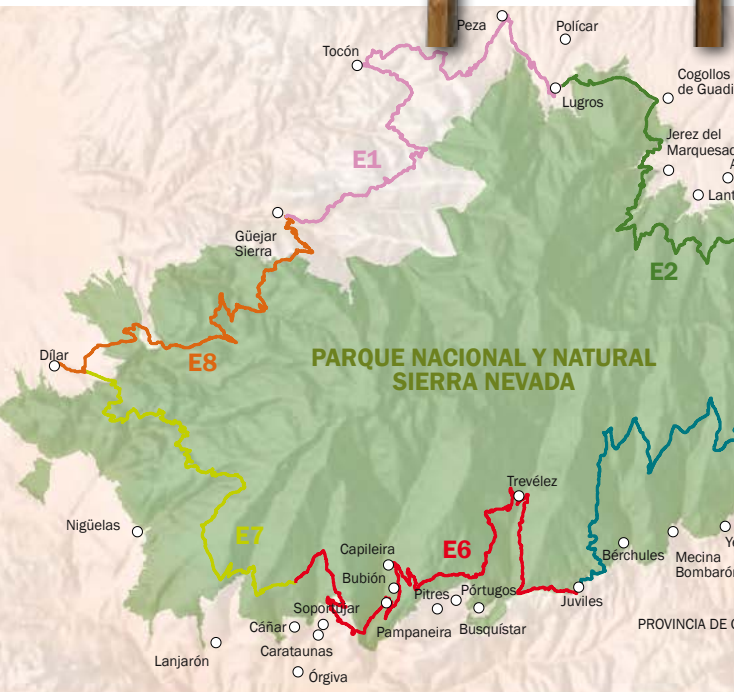 Peza
Polícar
Tocón
Cogollos
de Guadi
Lugros
Jerez del
Marquesad
A
Lant
E1
Güejar
Sierra
E2
Dílar
E8
PARQUE NACIONAL Y NATURAL
SIERRA NEVADA
Trevélez
Nigüelas
E7
Capileira
E6
Bérchules
Mecina
Bombarón
Ye
Bubión
Pitres
Pórtugos
Juviles
Soportújar
Cáñar
Pampaneira
Busquístar
PROVINCIA DE G
Carataunas
Lanjarón
Órgiva